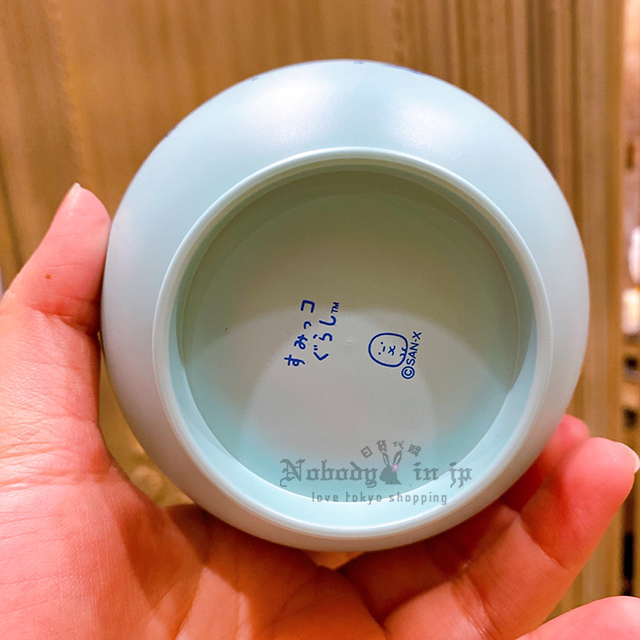 すみっコ
ぐらし™
©SAN-X
日貨代購
Nobody in jp
love tokyo shopping